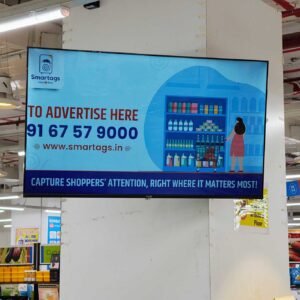 Smartags
TO ADVERTISE HERE
91 67 57 9000
www.smartags.in
CAPTURE SHOPPERS' ATTENTION, RIGHT WHERE IT MATTERS MOST!